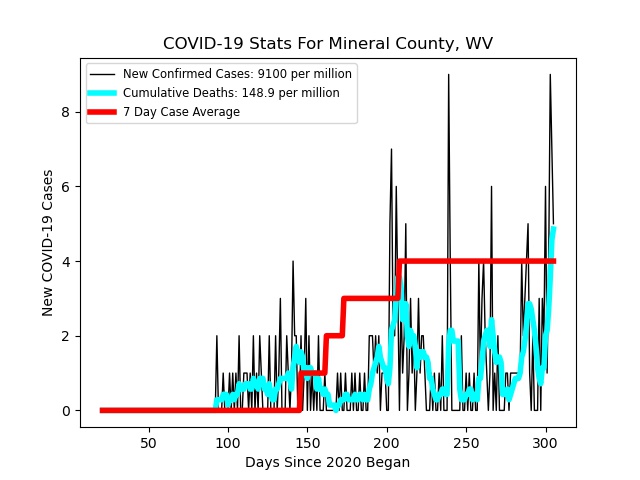 COVID-19 Stats For Mineral County, WV
New Confirmed Cases: 9100 per million
Cumulative Deaths: 148.9 per million
7 Day Case Average
New COVID-19 Cases
8
6
4
2
0
50 100 150 200 250 300
Days Since 2020 Began